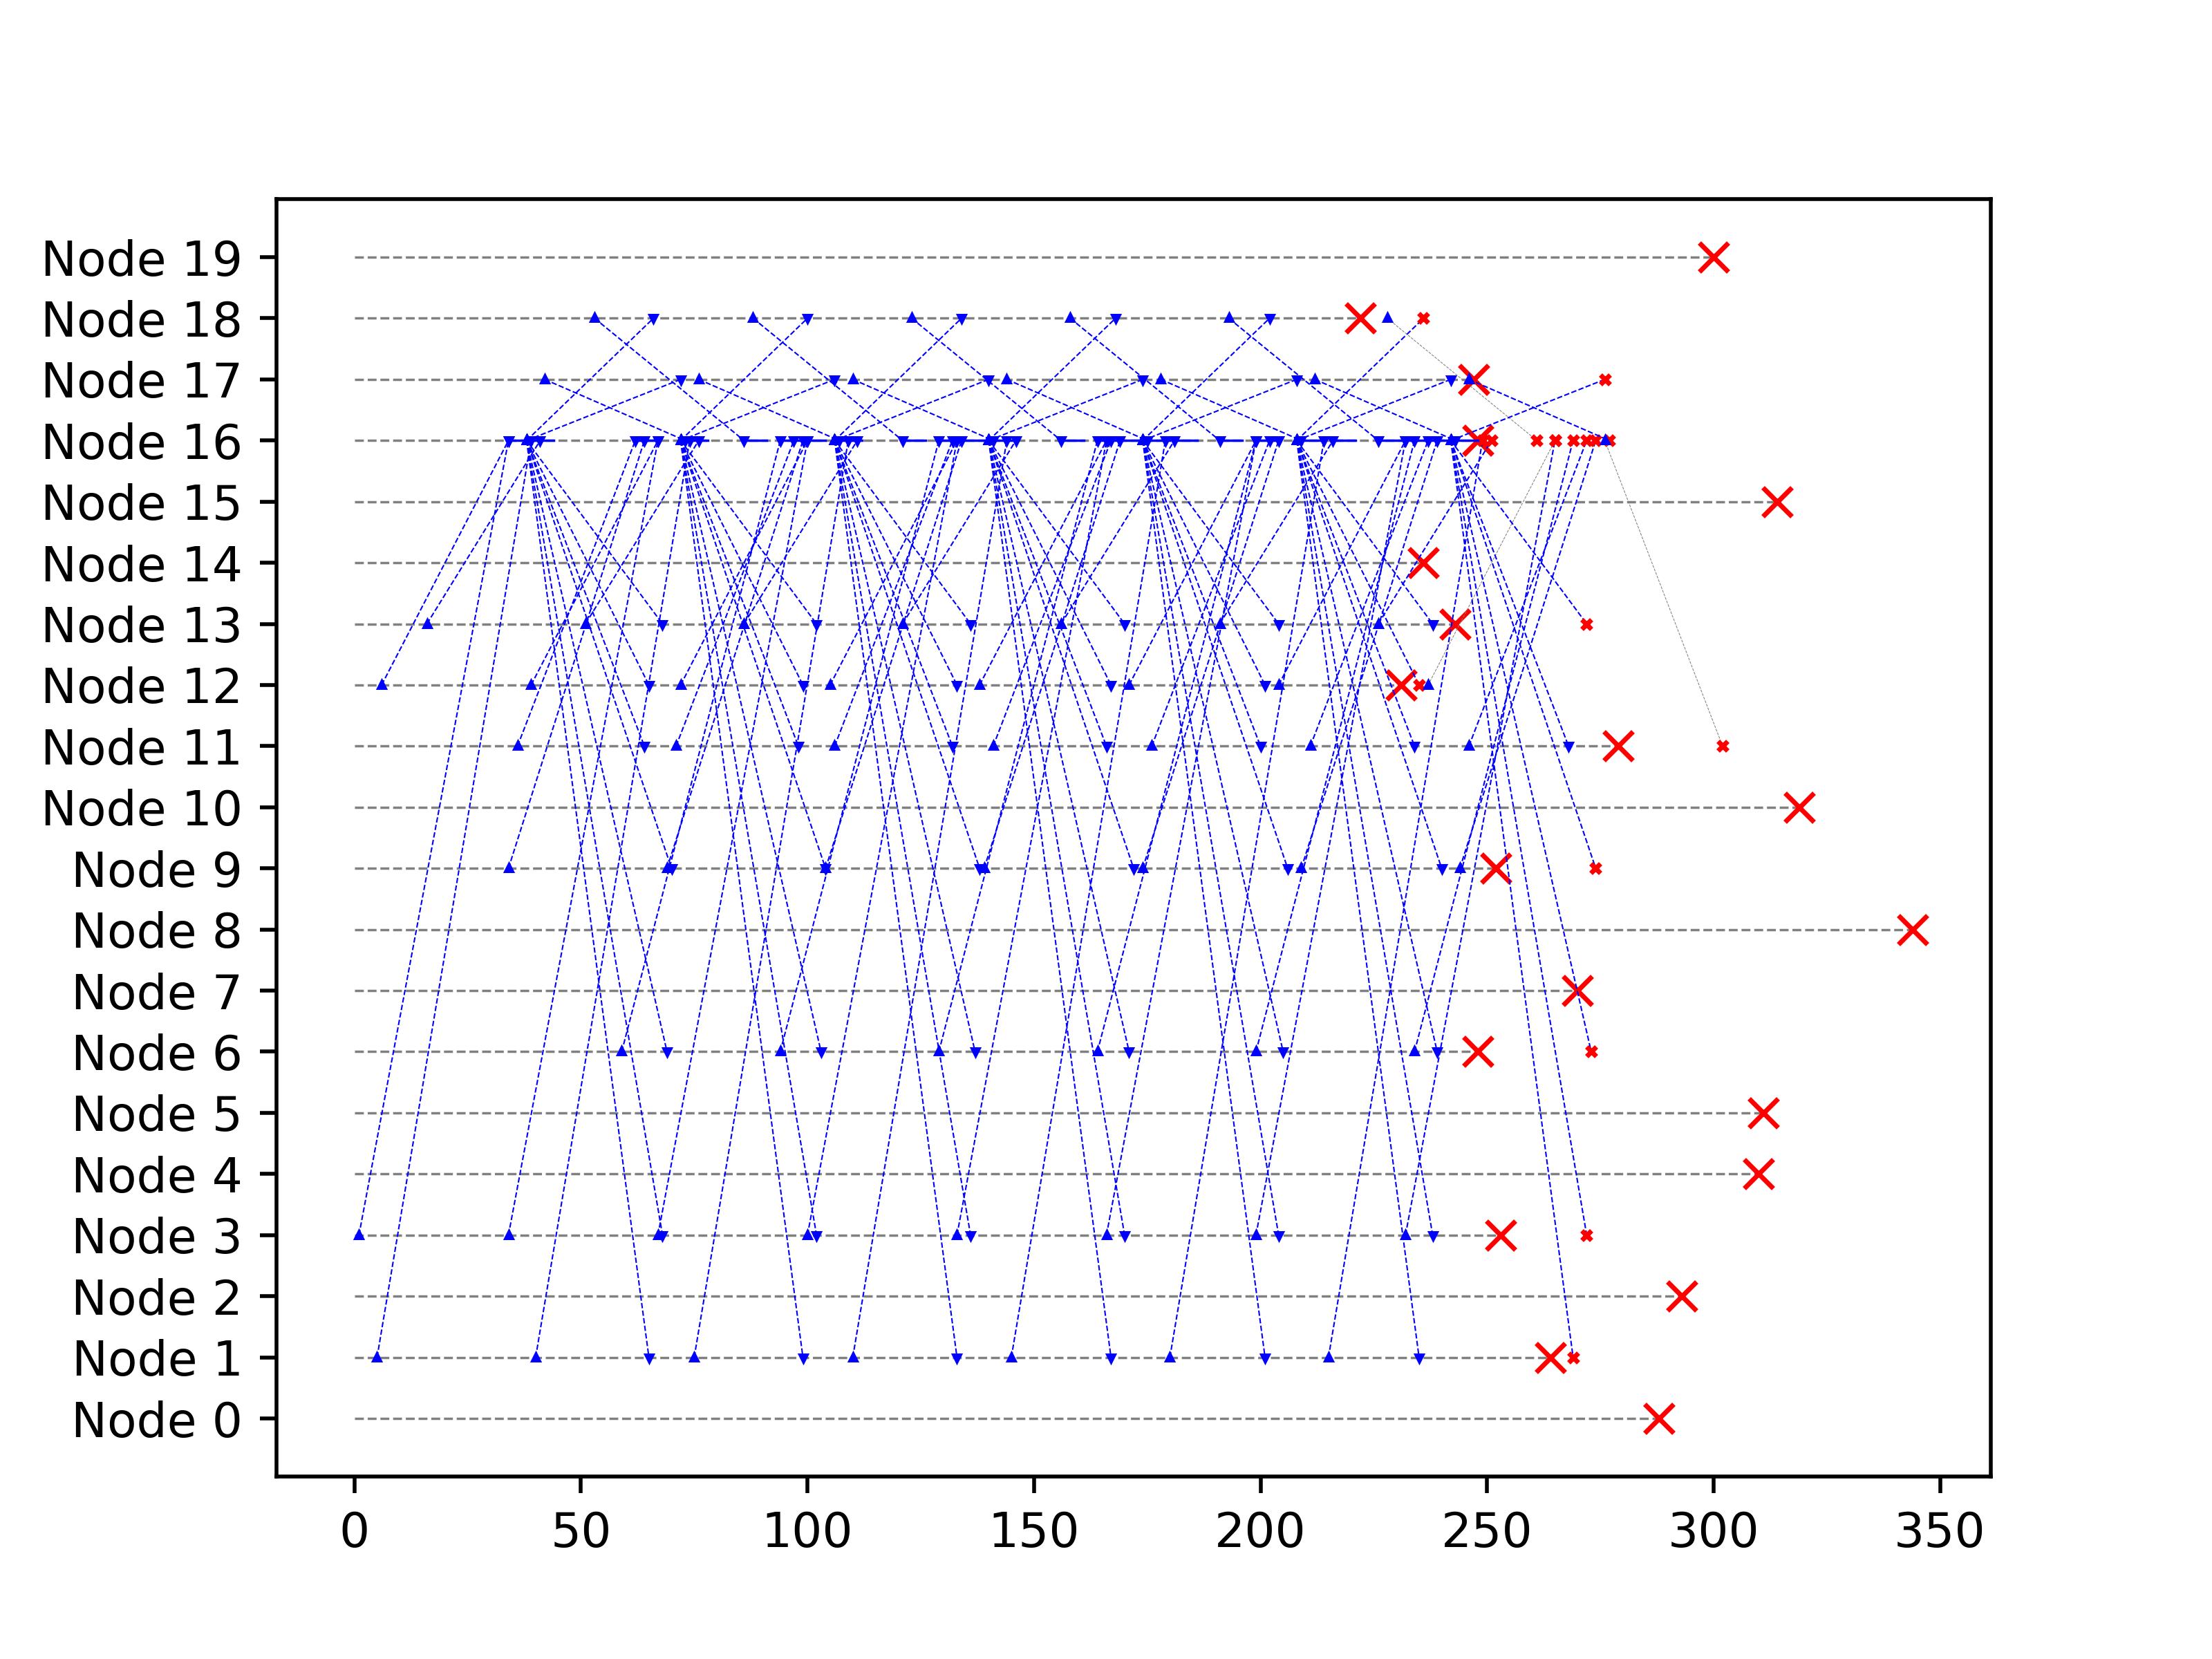 Node 19
Node 18
Node 17
Node 16
Node 15
Node 14
Node 13
Node 12
Node 11
Node 10
Node 9
Node 8
Node 7
Node 6
Node 5
Node 4
Node 3
Node 2
Node 1
Node 0
0 50 100 150 200 250 300 350